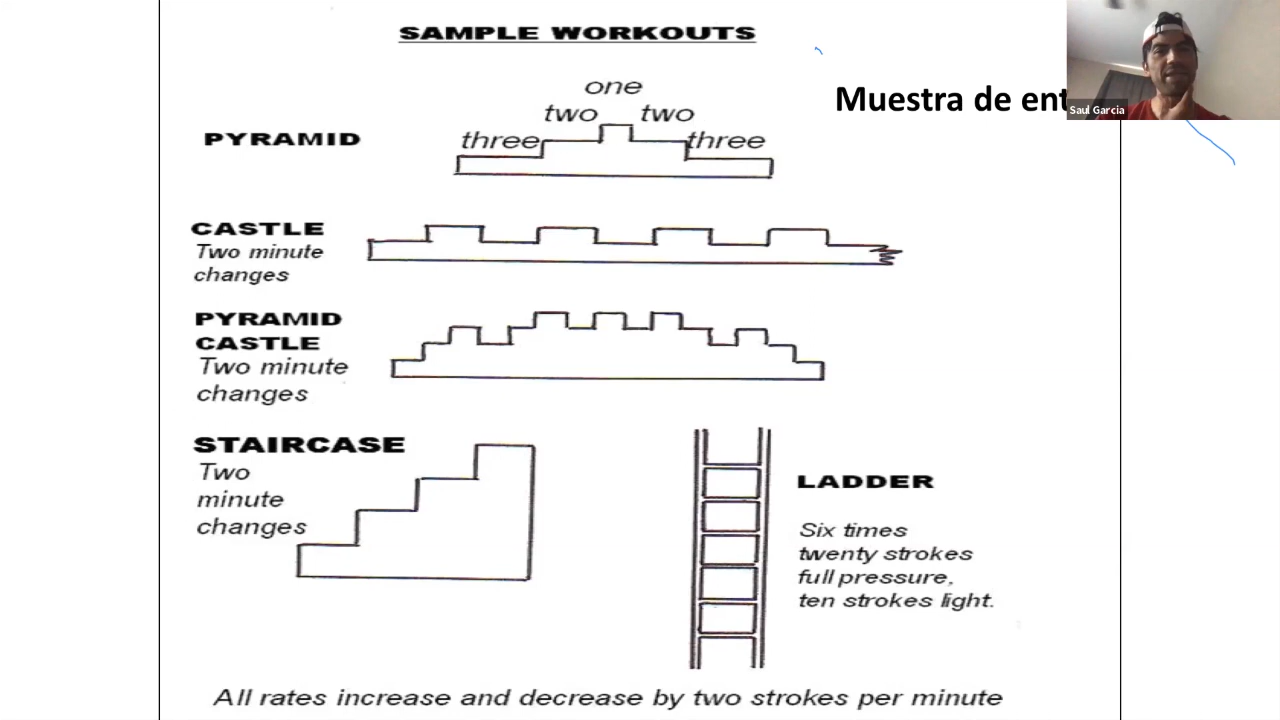 SAMPLE WORKOUTS
Muestra de ent
Saul Garcia
one
two two
PYRAMID three three
CASTLE
Two minute
changes
PYRAMID
CASTLE
Two minute
changes
STAIRCASE
Two
minute
changes
LADDER
Six times
twenty strokes
full pressure,
ten strokes light.
All rates increase and decrease by two strokes per minute